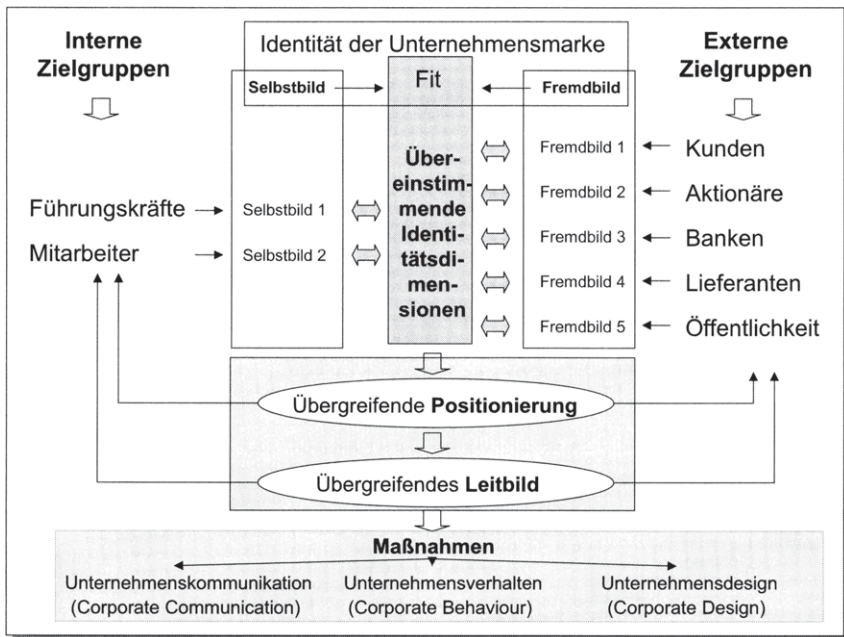 Interne
Zielgruppen
Identität der Unternehmensmarke
Externe
Zielgruppen
Selbstbild
Fit
Fremdbild
Über-
einstim-
mende
Identi-
tätsdi-
men-
sionen
Führungskräfte
Mitarbeiter
Selbstbild 1
Selbstbild 2
Fremdbild 1
Fremdbild 2
Fremdbild 3
Fremdbild 4
Fremdbild 5
Kunden
Aktionäre
Banken
Lieferanten
Öffentlichkeit
Übergreifende Positionierung
Übergreifendes Leitbild
Maßnahmen
Unternehmenskommunikation
(Corporate Communication)
Unternehmensverhalten
(Corporate Behaviour)
Unternehmensdesign
(Corporate Design)